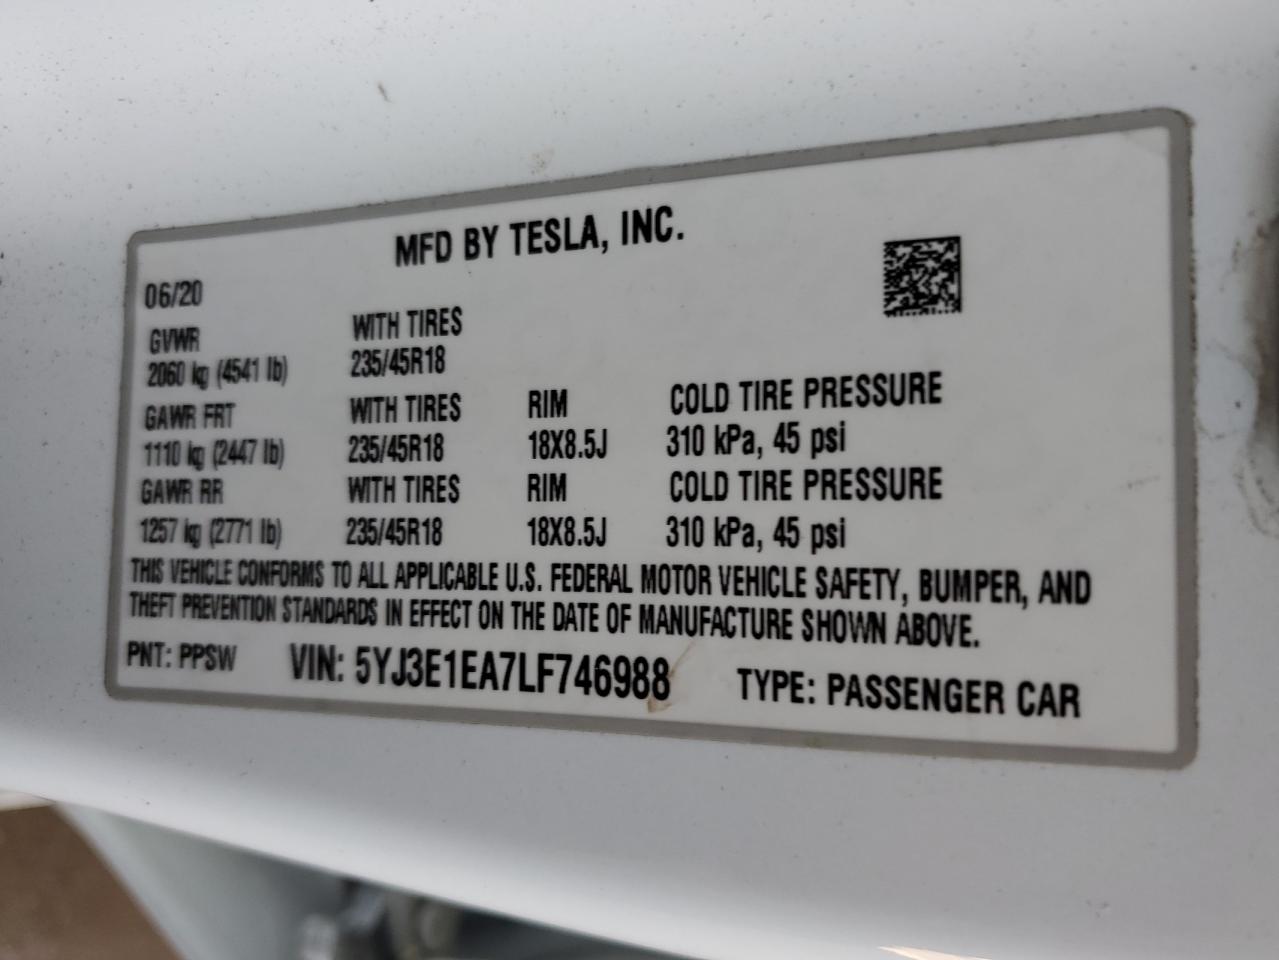 MFD BY TESLA, INC.
06/20
GVWR WITH TIRES
2060 kg (4541 lb) 235/45R18
GAWR FRT WITH TIRES RIM COLD TIRE PRESSURE
1110 kg (2447 lb) 235/45R18 18X8.5J 310 kPa, 45 psi
GAWR RR WITH TIRES RIM COLD TIRE PRESSURE
1257 kg (2771 lb) 235/45R18 18X8.5J 310 kPa, 45 psi
THIS VEHICLE CONFORMS TO ALL APPLICABLE U.S. FEDERAL MOTOR VEHICLE SAFETY, BUMPER, AND
THEFT PREVENTION STANDARDS IN EFFECT ON THE DATE OF MANUFACTURE SHOWN ABOVE.
PNT: PPSW VIN: 5YJ3E1EA7LF746988 TYPE: PASSENGER CAR